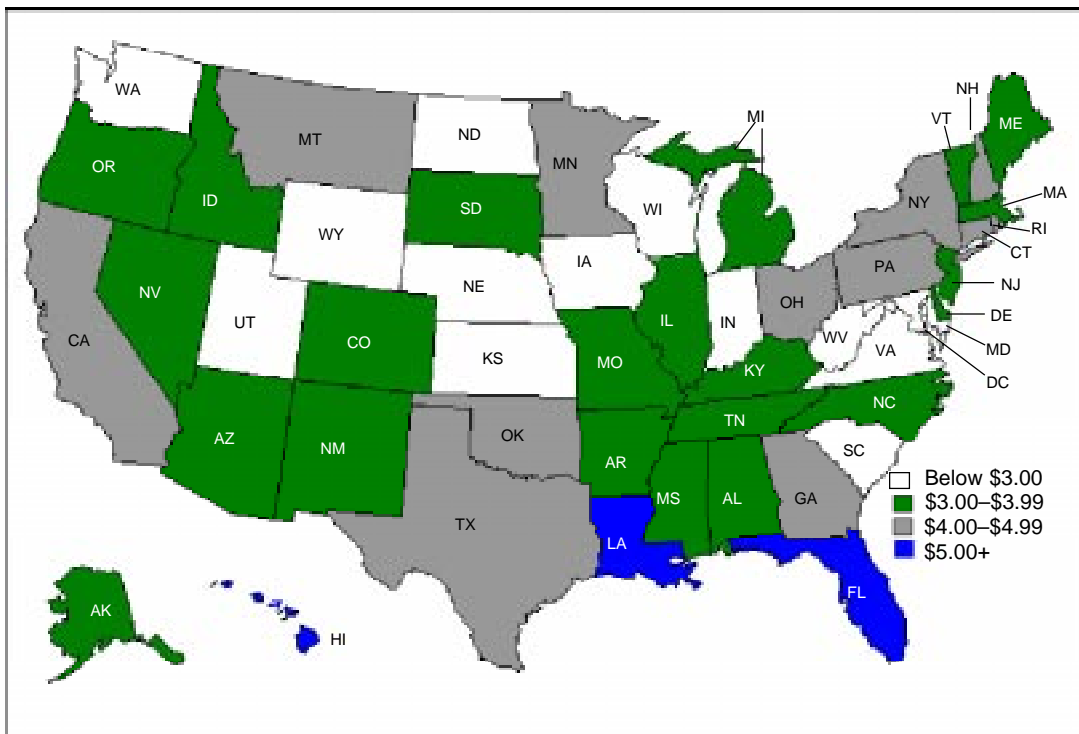 WA
MT
ND
MN
MI
NH
VT
ME
OR
ID
SD
WI
NY
MA
RI
CT
WY
IA
PA
NJ
NV
NE
OH
DE
UT
CO
IL
IN
WV
MD
VA
DC
CA
KS
MO
KY
NC
AZ
NM
OK
TN
AR
SC
TX
MS
AL
GA
LA
FL
AK
HI
Below $3.00
$3.00–$3.99
$4.00–$4.99
$5.00+